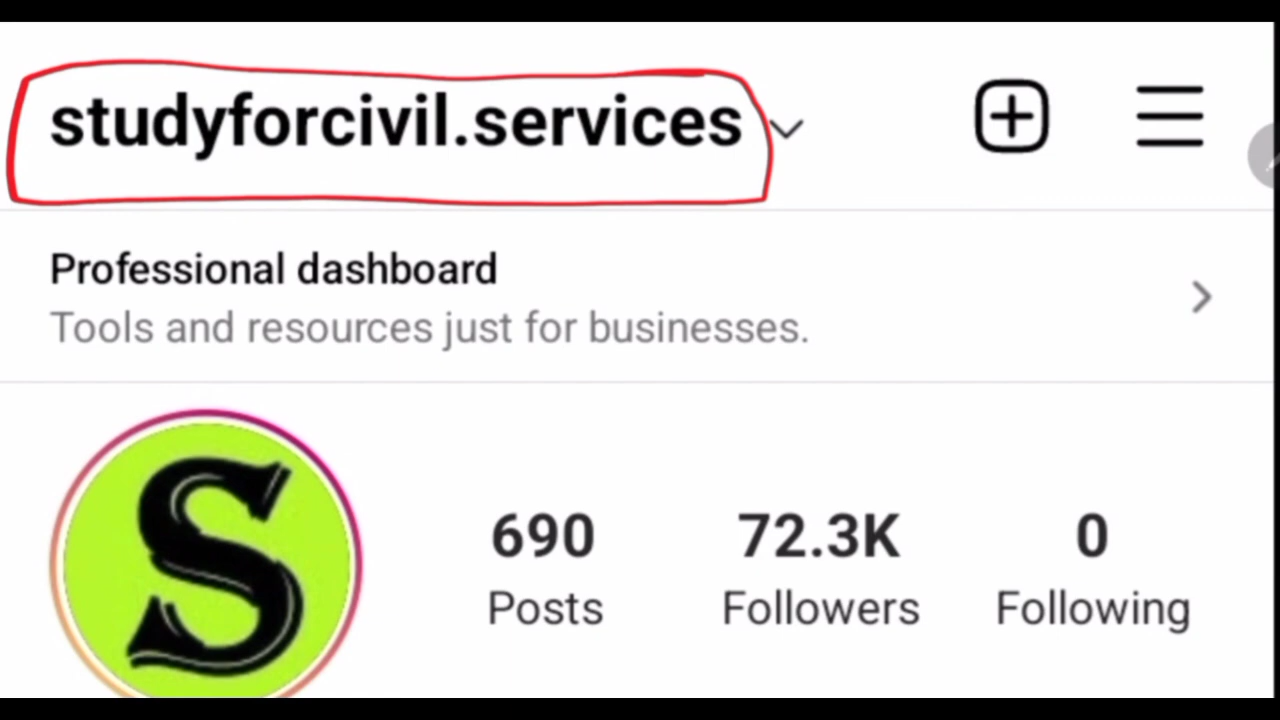 studyforcivil.services
Professional dashboard
Tools and resources just for businesses.
S
690 72.3K 0
Posts Followers Following